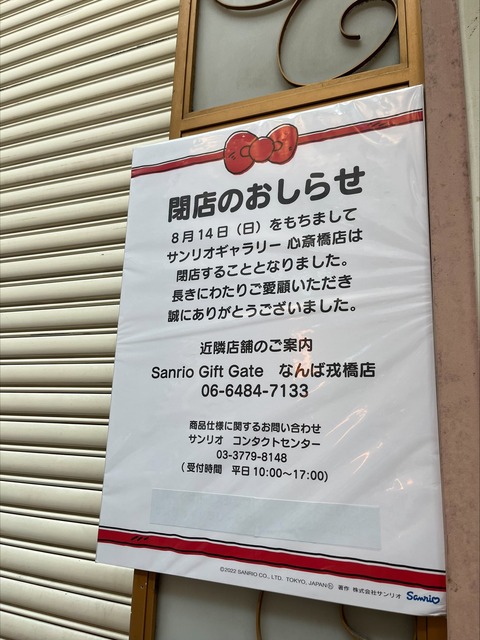 閉店のおしらせ
8月14日（日）をもちまして
サンリオギャラリー 心斎橋店は
閉店することとなりました。
長きにわたりご愛顧いただき
誠にありがとうございました。
近隣店舗のご案内
Sanrio Gift Gate なんば戎橋店
06-6484-7133
商品仕様に関するお問い合わせ
サンリオ コンタクトセンター
03-3779-8148
（受付時間 平日10:00～17:00）
©2022 SANRIO CO., LTD. TOKYO, JAPAN Ⓗ 著作 株式会社サンリオ
Sanrio